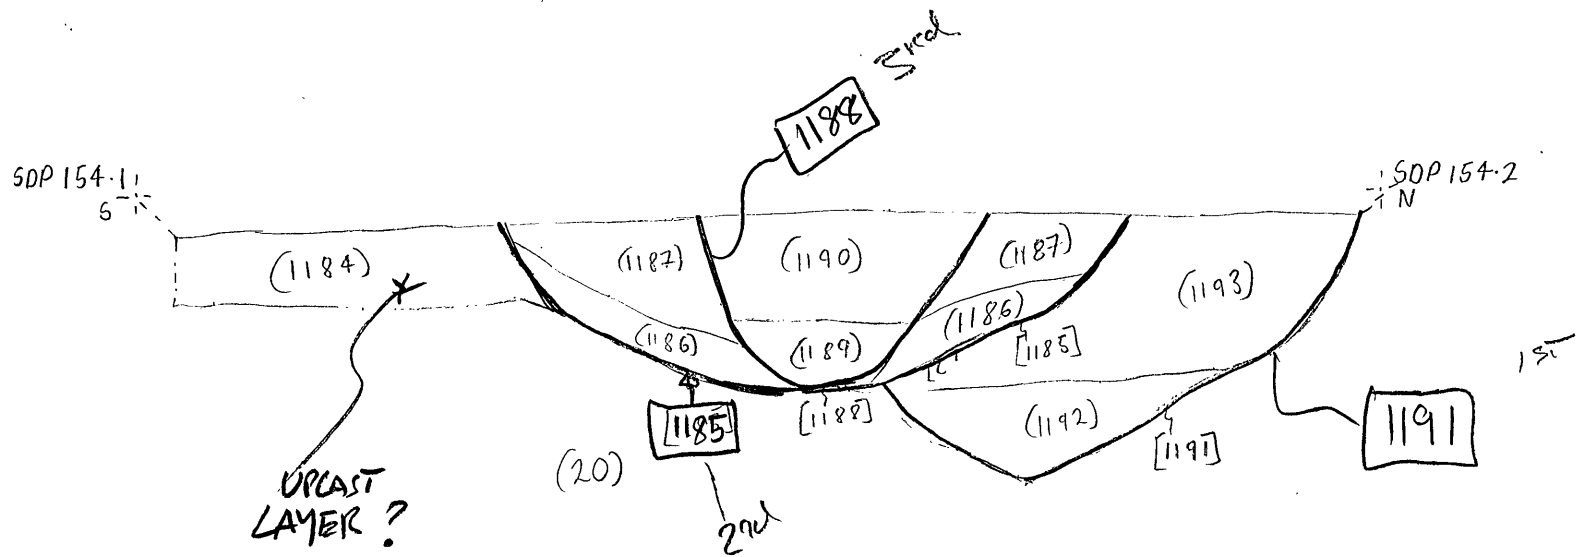 3rd
1188
SDP 154.1
S
SDP 154.2
N
(1184)
(1187)
(1190)
(1187)
(1193)
(1186)
(1189)
(1186)
[1185]
1st
[1185]
[1188]
(1192)
[1191]
1191
(20)
UPCAST
LAYER ?
2nd